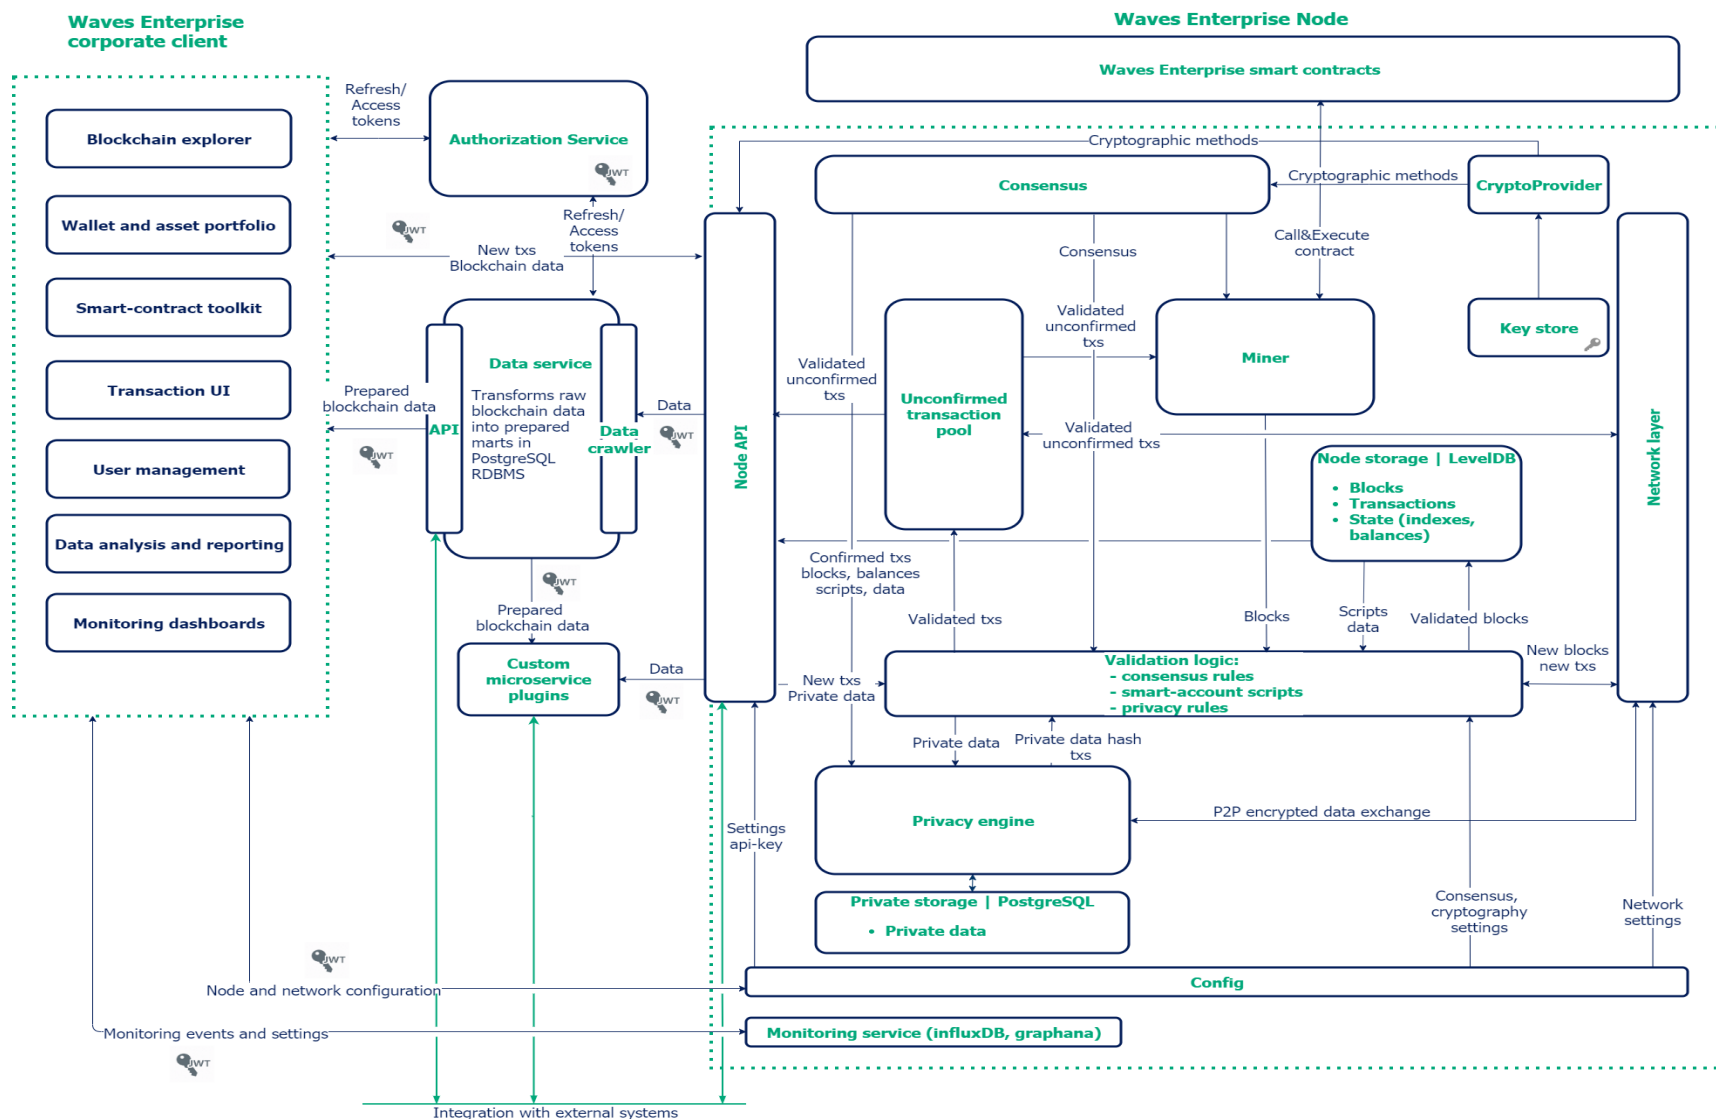 Waves Enterprise
corporate client
Blockchain explorer
Wallet and asset portfolio
Smart-contract toolkit
Transaction UI
User management
Data analysis and reporting
Monitoring dashboards
Refresh/
Access
tokens
Authorization Service
JWT
Refresh/
Access
tokens
JWT
New txs
Blockchain data
Data service
Transforms raw
blockchain data
into prepared
marts in
PostgreSQL
RDBMS
API
Data
crawler
Prepared
blockchain data
JWT
Data
JWT
JWT
Prepared
blockchain data
Custom
microservice
plugins
Data
JWT
Node API
Waves Enterprise Node
Waves Enterprise smart contracts
Cryptographic methods
Consensus
Cryptographic methods
CryptoProvider
Key store
Consensus
Call&Execute
contract
Validated
unconfirmed
txs
Miner
Validated
unconfirmed
txs
Unconfirmed
transaction
pool
Validated
unconfirmed txs
Network layer
Node storage | LevelDB
• Blocks
• Transactions
• State (indexes,
balances)
Confirmed txs
blocks, balances
scripts, data
Validated txs
Blocks
Scripts
data
Validated blocks
New blocks
new txs
New txs
Private data
Validation logic:
- consensus rules
- smart-account scripts
- privacy rules
Private data
Private data hash
txs
Privacy engine
P2P encrypted data exchange
Settings
api-key
Private storage | PostgreSQL
• Private data
Consensus,
cryptography
settings
Network
settings
JWT
Node and network configuration
Config
Monitoring events and settings
JWT
Monitoring service (influxDB, graphana)
Integration with external systems